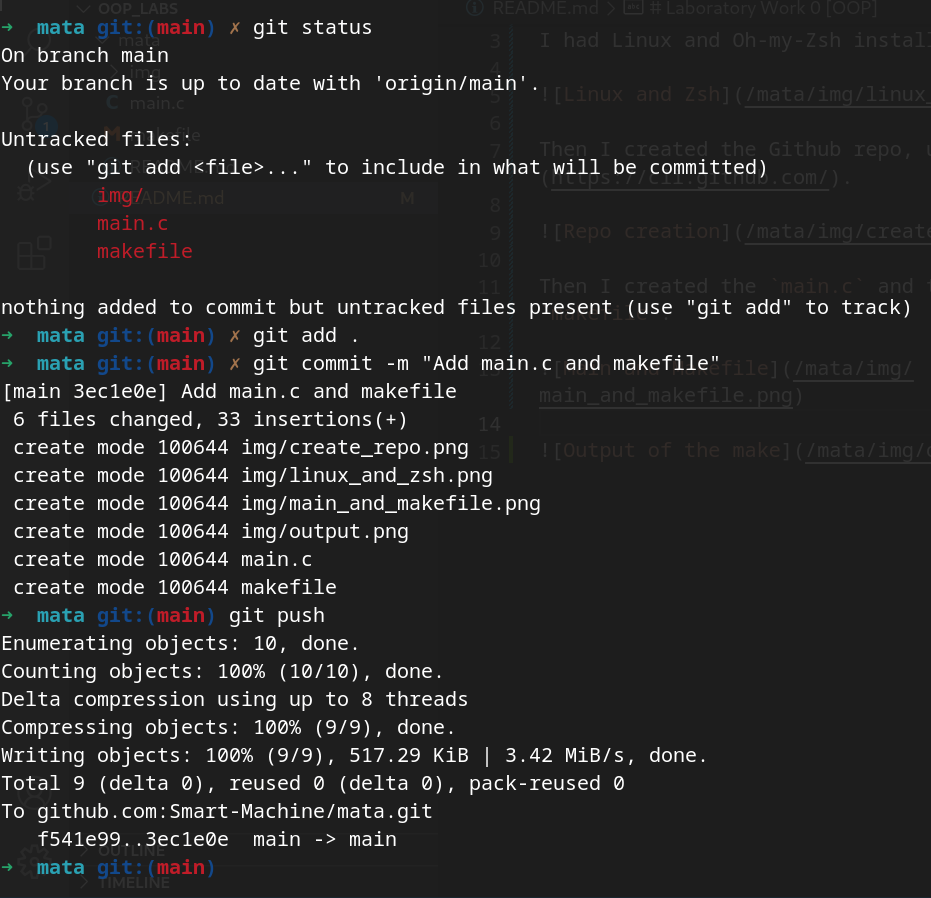 ➜  mata git:(main) ✗ git status
On branch main
Your branch is up to date with 'origin/main'.

Untracked files:
  (use "git add <file>..." to include in what will be committed)
        img/
        main.c
        makefile

nothing added to commit but untracked files present (use "git add" to track)
➜  mata git:(main) ✗ git add .
➜  mata git:(main) ✗ git commit -m "Add main.c and makefile"
[main 3ec1e0e] Add main.c and makefile
 6 files changed, 33 insertions(+)
 create mode 100644 img/create_repo.png
 create mode 100644 img/linux_and_zsh.png
 create mode 100644 img/main_and_makefile.png
 create mode 100644 img/output.png
 create mode 100644 main.c
 create mode 100644 makefile
➜  mata git:(main) git push
Enumerating objects: 10, done.
Counting objects: 100% (10/10), done.
Delta compression using up to 8 threads
Compressing objects: 100% (9/9), done.
Writing objects: 100% (9/9), 517.29 KiB | 3.42 MiB/s, done.
Total 9 (delta 0), reused 0 (delta 0), pack-reused 0
To github.com:Smart-Machine/mata.git
   f541e99..3ec1e0e  main -> main
➜  mata git:(main)
OOP_LABS
mata
img
main.c
README.md M
OUTLINE
TIMELINE
README.md > # Laboratory Work 0 [OOP]
3 I had Linux and Oh-my-Zsh
4
5 ![Linux and Zsh](/mata/img/linux_
6
7 Then I created the Github repo,
(https://cli.github.com/).
8
9 ![Repo creation](/mata/img/create
10
11 Then I created the `main.c` and
12
(/mata/img/
main_and_makefile.png)
14
15 ![Output of the make](/mata/img/